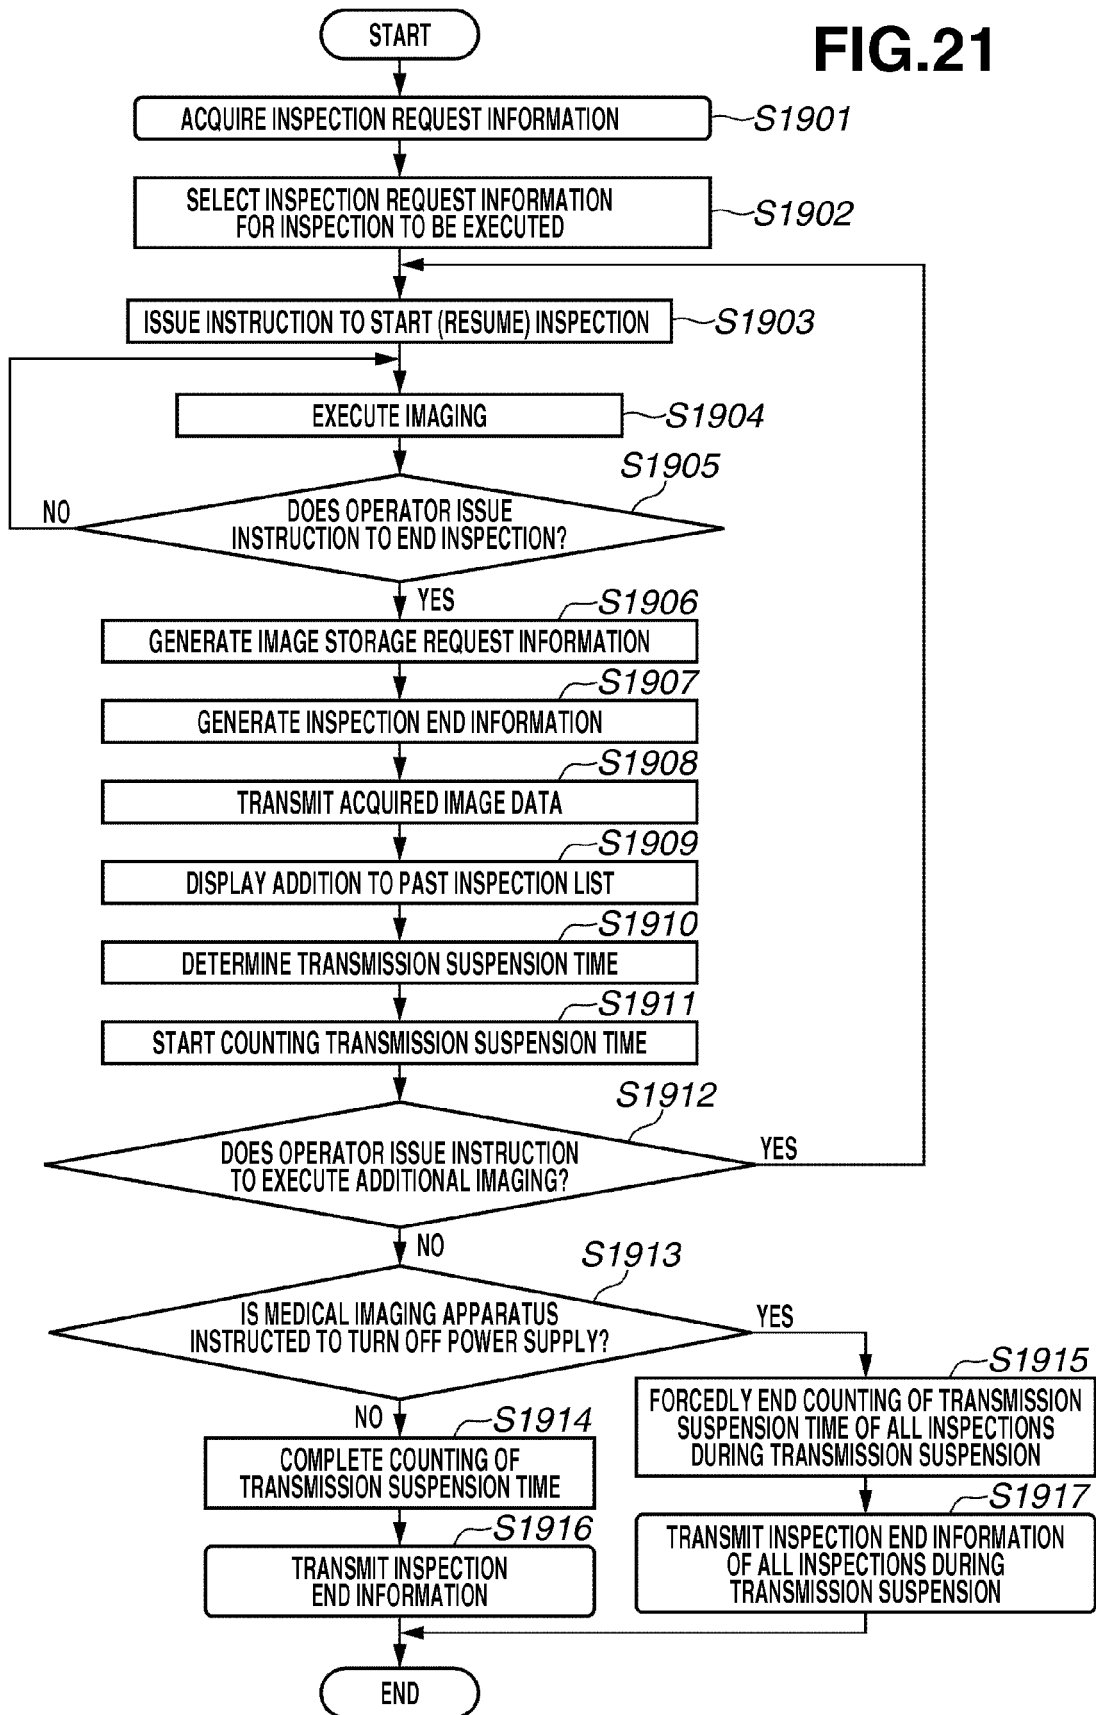 START
FIG.21
ACQUIRE INSPECTION REQUEST INFORMATION
S1901
SELECT INSPECTION REQUEST INFORMATION
FOR INSPECTION TO BE EXECUTED
S1902
ISSUE INSTRUCTION TO START (RESUME) INSPECTION
S1903
EXECUTE IMAGING
S1904
S1905
NO
DOES OPERATOR ISSUE
INSTRUCTION TO END INSPECTION?
YES
S1906
GENERATE IMAGE STORAGE REQUEST INFORMATION
S1907
GENERATE INSPECTION END INFORMATION
S1908
TRANSMIT ACQUIRED IMAGE DATA
S1909
DISPLAY ADDITION TO PAST INSPECTION LIST
S1910
DETERMINE TRANSMISSION SUSPENSION TIME
S1911
START COUNTING TRANSMISSION SUSPENSION TIME
S1912
DOES OPERATOR ISSUE INSTRUCTION
TO EXECUTE ADDITIONAL IMAGING?
YES
NO
S1913
IS MEDICAL IMAGING APPARATUS
INSTRUCTED TO TURN OFF POWER SUPPLY?
YES
NO
S1914
COMPLETE COUNTING OF
TRANSMISSION SUSPENSION TIME
S1915
FORCEDLY END COUNTING OF TRANSMISSION
SUSPENSION TIME OF ALL INSPECTIONS
DURING TRANSMISSION SUSPENSION
S1916
TRANSMIT INSPECTION
END INFORMATION
S1917
TRANSMIT INSPECTION END INFORMATION
OF ALL INSPECTIONS DURING
TRANSMISSION SUSPENSION
END